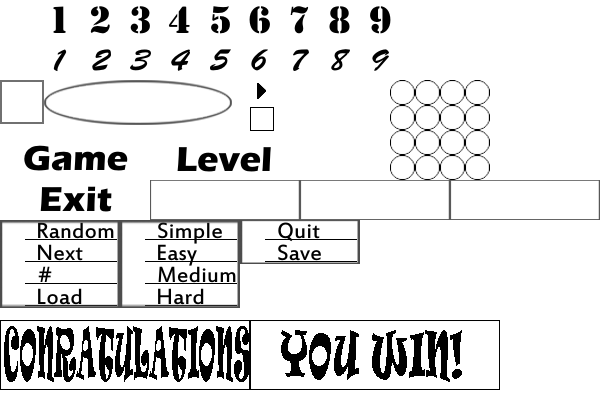 1 2 3 4 5 6 7 8 9
1 2 3 4 5 6 7 8 9
Game Level
Exit
Random Simple Quit
Next Easy Save
# Medium
Load Hard
CONRATULATIONS YOU WIN!